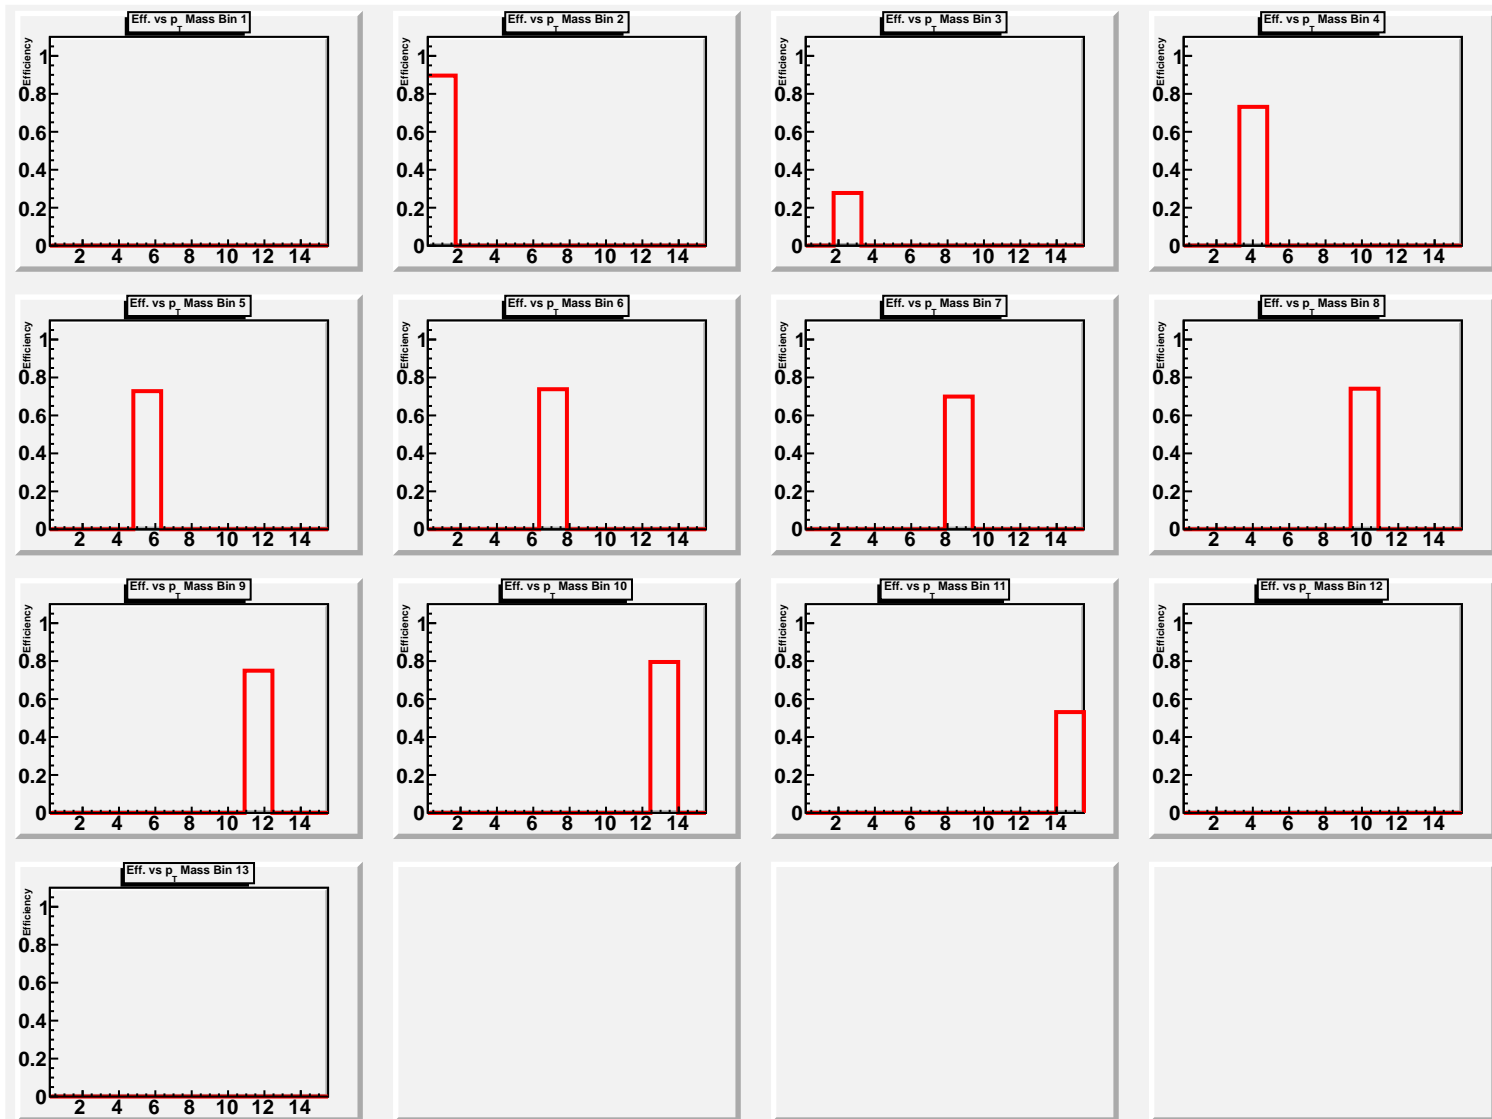 Eff. vs p_T Mass Bin 1
Efficiency
1
0.8
0.6
0.4
0.2
0
2 4 6 8 10 12 14
Eff. vs p_T Mass Bin 2
Efficiency
1
0.8
0.6
0.4
0.2
0
2 4 6 8 10 12 14
Eff. vs p_T Mass Bin 3
Efficiency
1
0.8
0.6
0.4
0.2
0
2 4 6 8 10 12 14
Eff. vs p_T Mass Bin 4
Efficiency
1
0.8
0.6
0.4
0.2
0
2 4 6 8 10 12 14
Eff. vs p_T Mass Bin 5
Efficiency
1
0.8
0.6
0.4
0.2
0
2 4 6 8 10 12 14
Eff. vs p_T Mass Bin 6
Efficiency
1
0.8
0.6
0.4
0.2
0
2 4 6 8 10 12 14
Eff. vs p_T Mass Bin 7
Efficiency
1
0.8
0.6
0.4
0.2
0
2 4 6 8 10 12 14
Eff. vs p_T Mass Bin 8
Efficiency
1
0.8
0.6
0.4
0.2
0
2 4 6 8 10 12 14
Eff. vs p_T Mass Bin 9
Efficiency
1
0.8
0.6
0.4
0.2
0
2 4 6 8 10 12 14
Eff. vs p_T Mass Bin 10
Efficiency
1
0.8
0.6
0.4
0.2
0
2 4 6 8 10 12 14
Eff. vs p_T Mass Bin 11
Efficiency
1
0.8
0.6
0.4
0.2
0
2 4 6 8 10 12 14
Eff. vs p_T Mass Bin 12
Efficiency
1
0.8
0.6
0.4
0.2
0
2 4 6 8 10 12 14
Eff. vs p_T Mass Bin 13
Efficiency
1
0.8
0.6
0.4
0.2
0
2 4 6 8 10 12 14